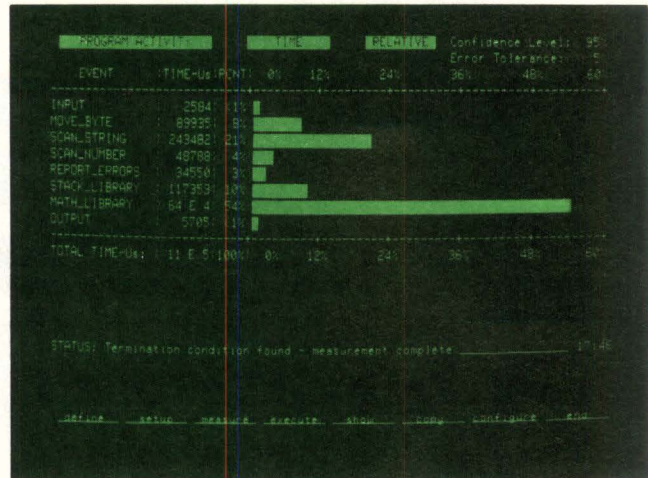 PROGRAM ACTIVITY TIME RELATIVE Confidence Level: 95
Error Tolerance: 5
EVENT TIME-Us PCNT 0% 12% 24% 36% 48% 60
INPUT 2584 <1%
MOVE_BYTE 89935 8%
SCAN_STRING 243482 21%
SCAN_NUMBER 48788 4%
REPORT_ERRORS 34550 3%
STACK_LIBRARY 117353 10%
MATH_LIBRARY 64 E 4 54%
OUTPUT 5705 1%
TOTAL TIME-Us: 11 E 5 100% 0% 12% 24% 36% 48% 60
STATUS: Termination condition found - measurement complete 17:45
define setup measure execute show copy configure end